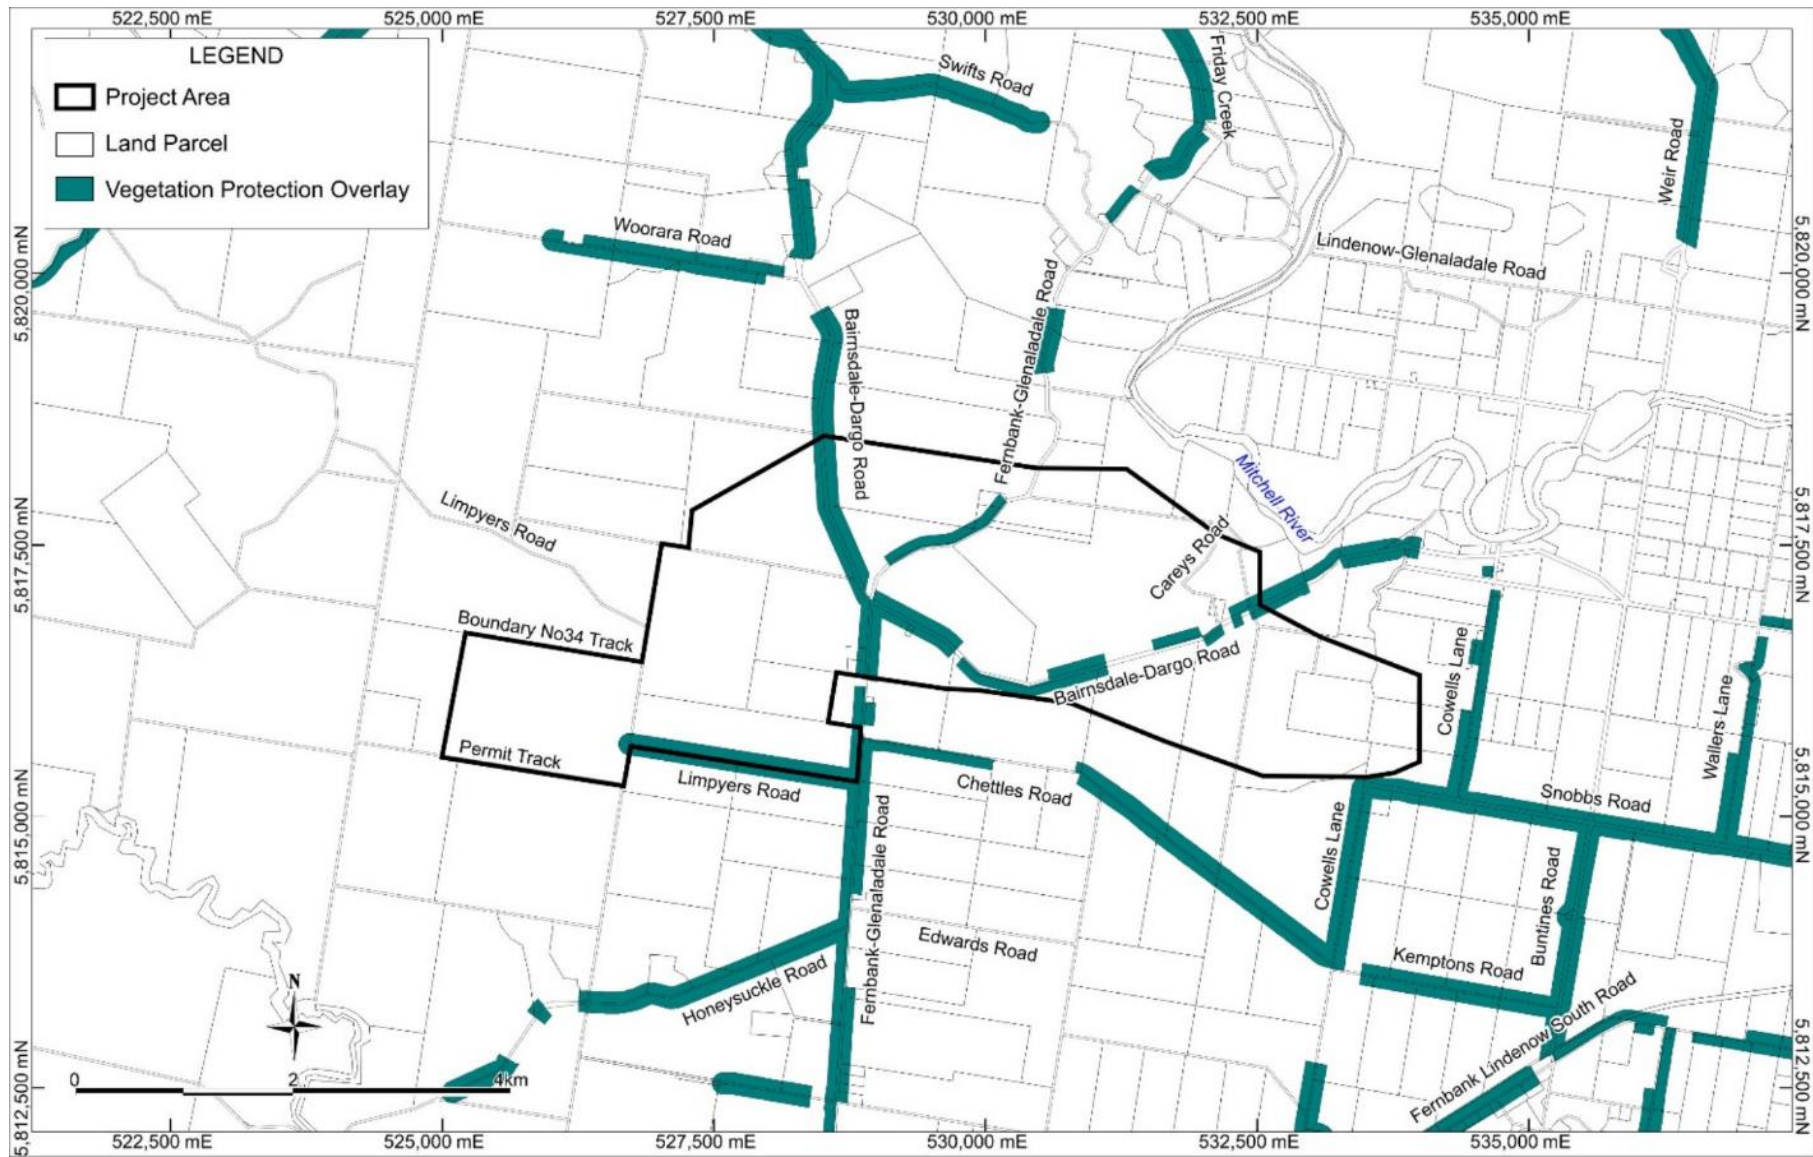 522,500 mE
525,000 mE
527,500 mE
530,000 mE
532,500 mE
535,000 mE
LEGEND
Project Area
Land Parcel
Vegetation Protection Overlay
Swifts Road
Friday Creek
Weir Road
Woorara Road
Lindenow-Glenaladale Road
5,820,000 mN
5,820,000 mN
Bairnsdale-Dargo Road
Fernbank-Glenaladale Road
Mitchell River
Limpyers Road
5,817,500 mN
5,817,500 mN
Careys Road
Boundary No34 Track
Bairnsdale-Dargo Road
Cowells Lane
Wallers Lane
Permit Track
Limpyers Road
Chettles Road
Snobbs Road
5,815,000 mN
5,815,000 mN
Cowells Lane
Fernbank-Glenaladale Road
Buntines Road
Edwards Road
Kemptons Road
Honeysuckle Road
N
Fernbank Lindenow South Road
0 2 4km
5,812,500 mN
5,812,500 mN
522,500 mE
525,000 mE
527,500 mE
530,000 mE
532,500 mE
535,000 mE